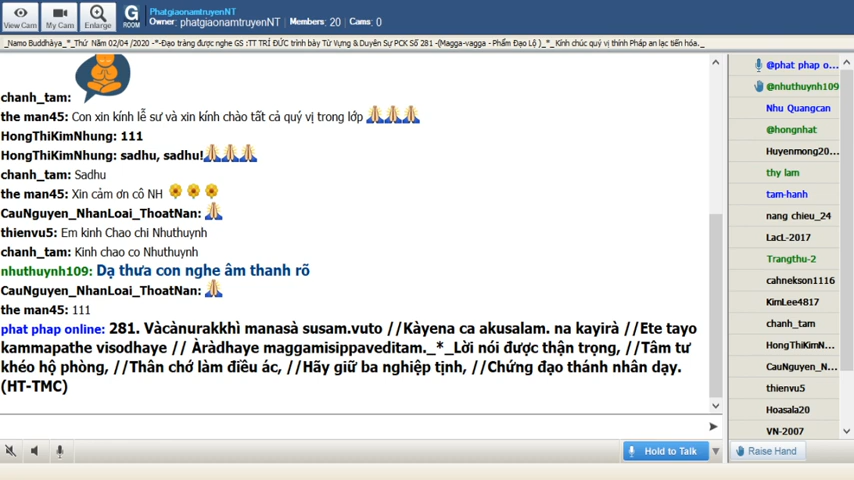 View Cam
My Cam
Enlarge
G
ROOM
PhatgiaonamtruyenNT
Owner: phatgiaonamtruyenNT | Members: 20 | Cams: 0
_Namo Buddhàya_*_Thứ Năm 02/04 /2020 -*-Đạo tràng được nghe GS :TT TRÍ ĐỨC trình bày Từ Vựng & Duyên Sự PCK Số 281 -(Magga-vagga - Phẩm Đạo Lộ )_*_ Kính chúc quý vị thính Pháp an lạc tiến hóa._
chanh_tam:
the man45: Con xin kính lễ sư và xin kính chào tất cả quý vị trong lớp
HongThiKimNhung: 111
HongThiKimNhung: sadhu, sadhu!
chanh_tam: Sadhu
the man45: Xin cảm ơn cô NH
CauNguyen_NhanLoai_ThoatNan:
thienvu5: Em kinh Chao chi Nhuthuynh
chanh_tam: Kinh chao co Nhuthuynh
nhuthuynh109: Dạ thưa con nghe âm thanh rõ
CauNguyen_NhanLoai_ThoatNan:
the man45: 111
phat phap online: 281. Vàcànurakkhì manasà susam.vuto //Kàyena ca akusalam. na kayirà //Ete tayo
kammapathe visodhaye // Àràdhaye maggamisippaveditam._*_Lời nói được thận trọng, //Tâm tư
khéo hộ phòng, //Thân chớ làm điều ác, //Hãy giữ ba nghiệp tịnh, //Chứng đạo thánh nhân dạy.
(HT-TMC)
@phat phap o...
@nhuthuynh109
Nhu Quangcan
@hongnhat
Huyenmong20...
thy lam
tam-hanh
nang chieu_24
LacL-2017
Trangthu-2
cahnekson1116
KimLee4817
chanh_tam
HongThiKimN...
CauNguyen_N...
thienvu5
Hoasala20
VN-2007
Hold to Talk
Raise Hand